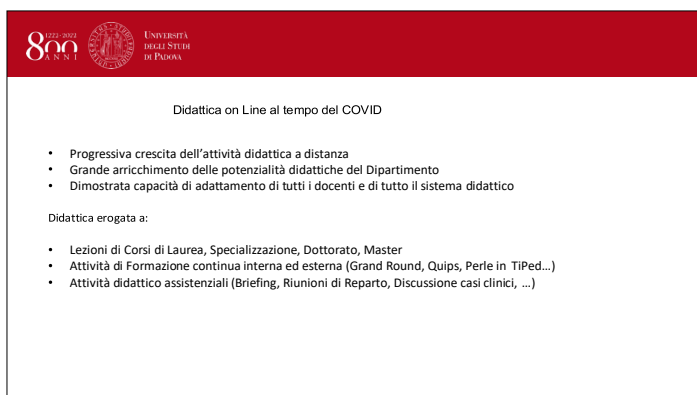 1222-2022
800
ANNI
UNIVERSITÀ
DEGLI STUDI
DI PADOVA
Didattica on Line al tempo del COVID
• Progressiva crescita dell'attività didattica a distanza
• Grande arricchimento delle potenzialità didattiche del Dipartimento
• Dimostrata capacità di adattamento di tutti i docenti e di tutto il sistema didattico
Didattica erogata a:
• Lezioni di Corsi di Laurea, Specializzazione, Dottorato, Master
• Attività di Formazione continua interna ed esterna (Grand Round, Quips, Perle in TiPed…)
• Attività didattico assistenziali (Briefing, Riunioni di Reparto, Discussione casi clinici, …)